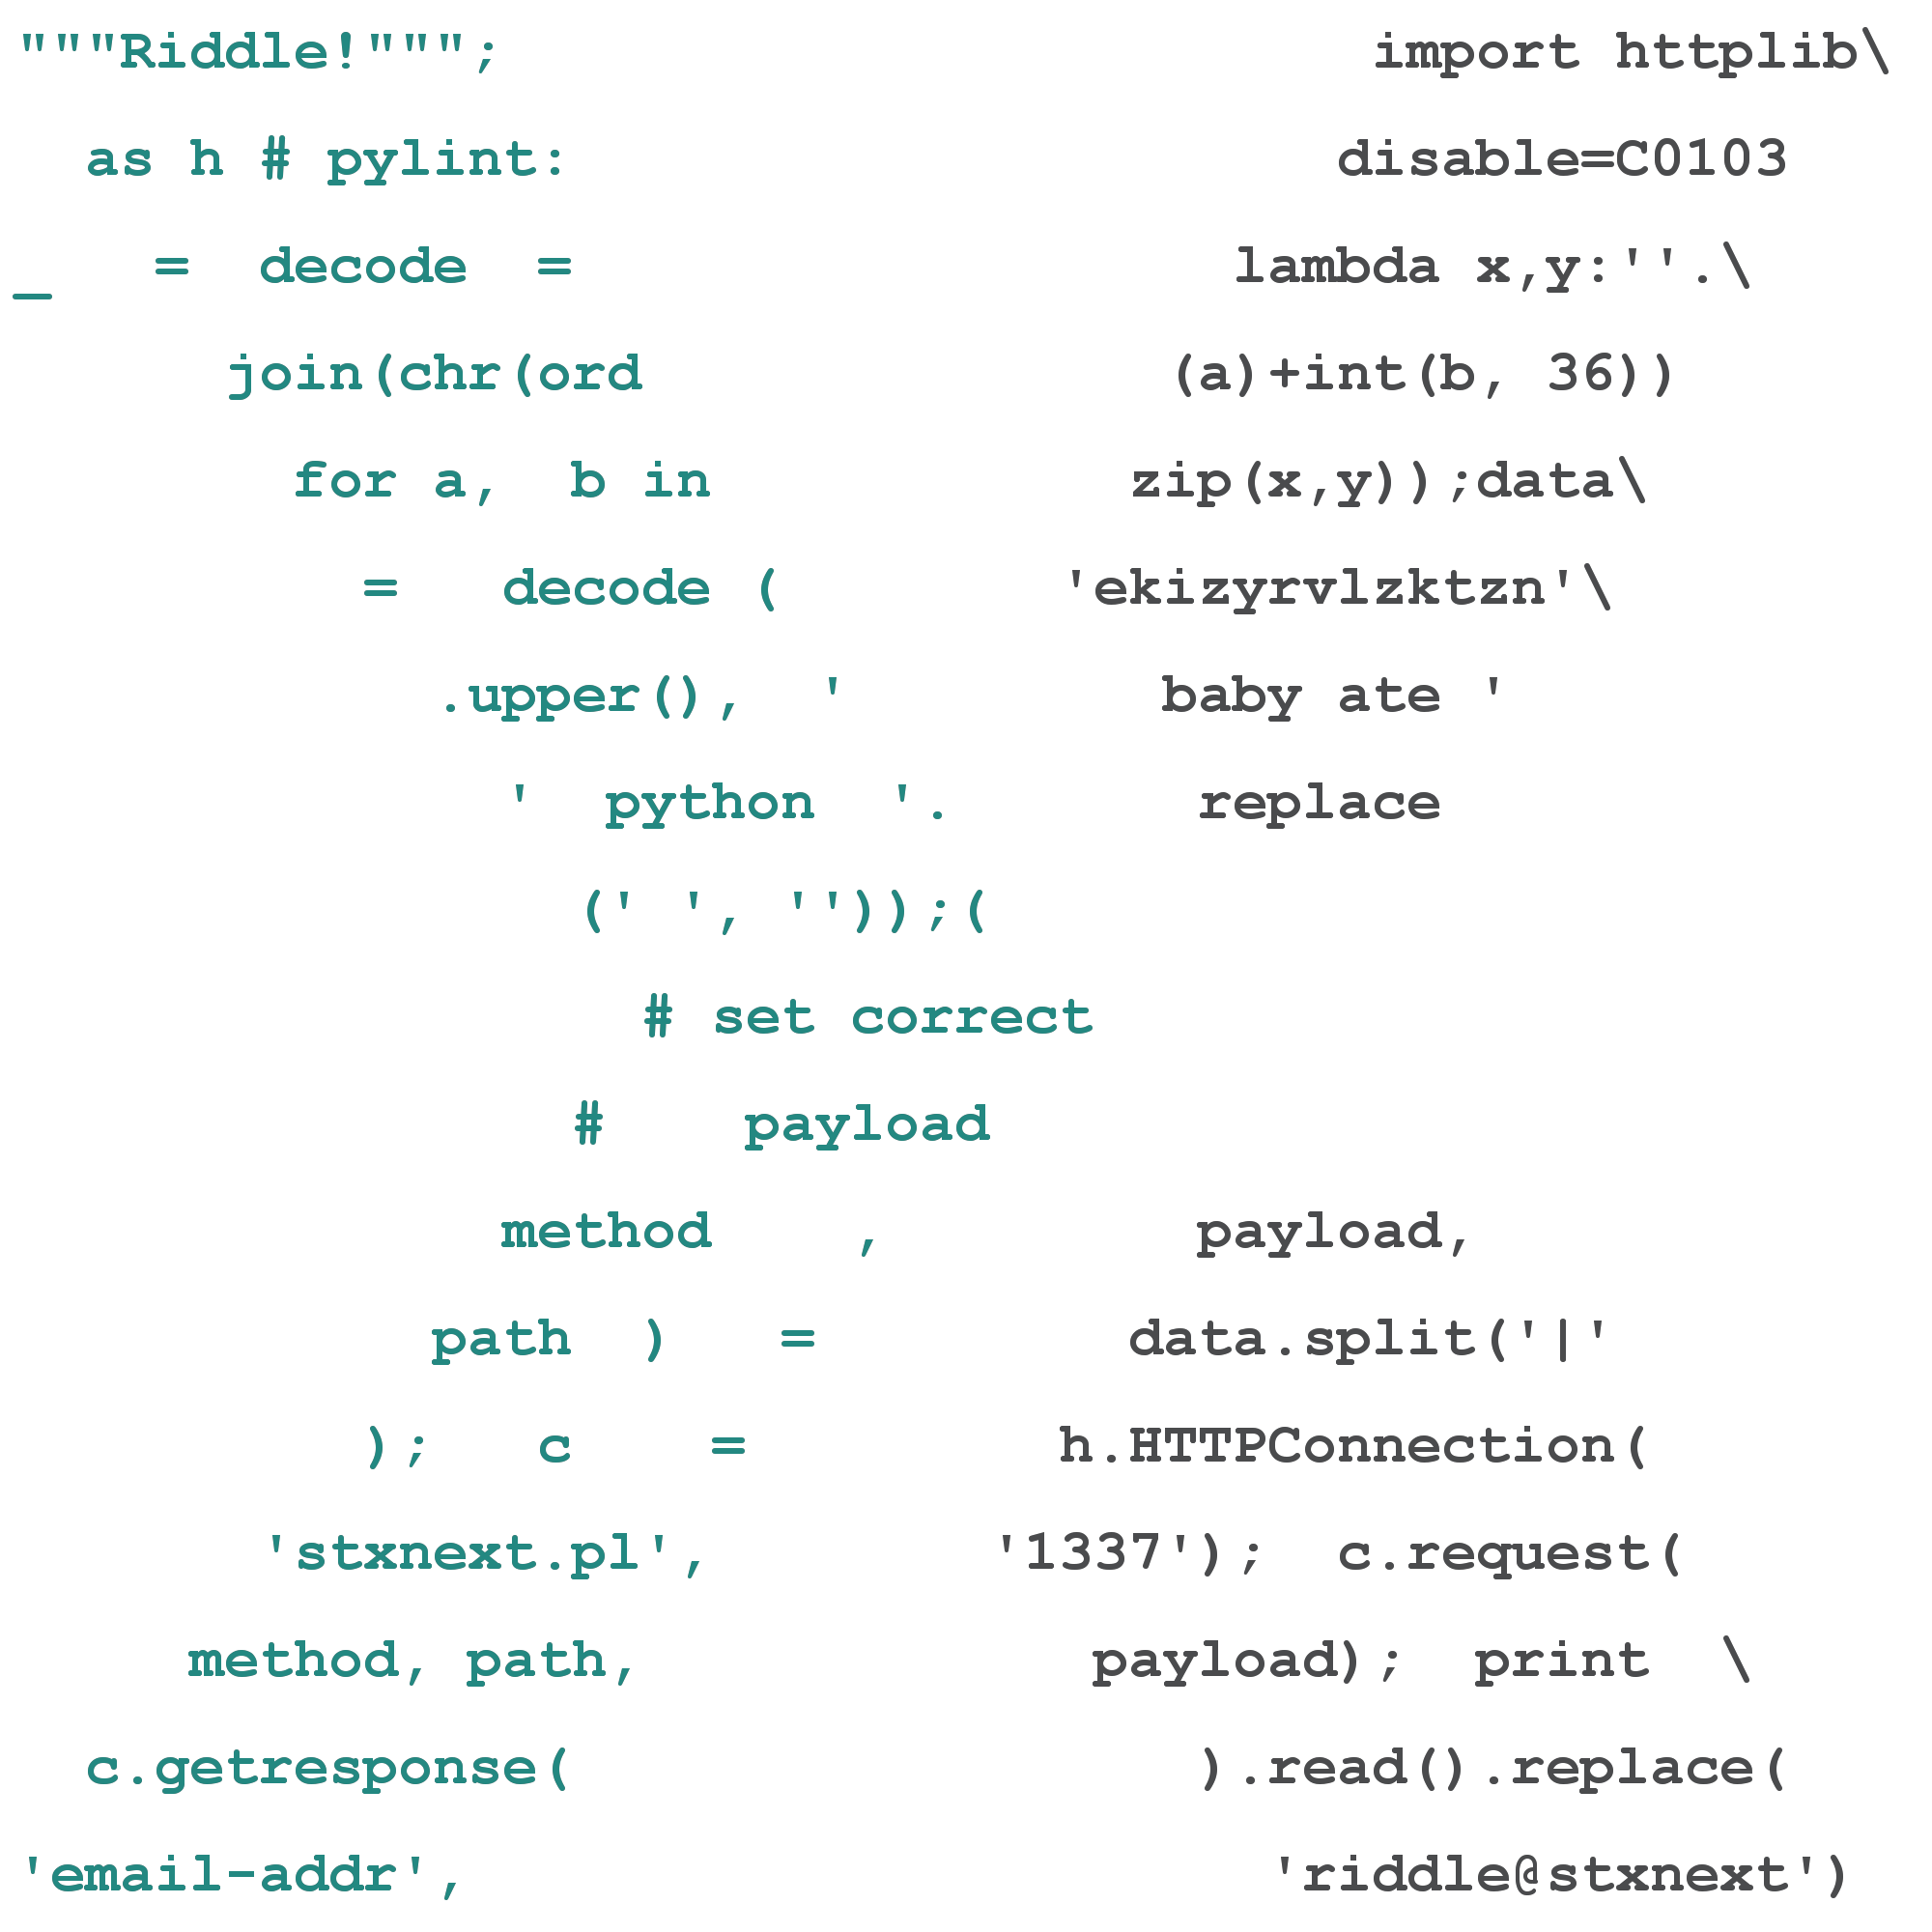 """Riddle!"""; import httplib\
as h # pylint: disable=C0103
_ = decode = lambda x,y:''.\
join(chr(ord (a)+int(b, 36))
for a, b in zip(x,y));data\
= decode ( 'ekizyrvlzktzn'\
.upper(), ' baby ate '
' python '. replace
(' ', ''));(
# set correct
# payload
method , payload,
path ) = data.split('|'
); c = h.HTTPConnection(
'stxnext.pl', '1337'); c.request(
method, path, payload); print \
c.getresponse( ).read().replace(
'email-addr', 'riddle@stxnext')